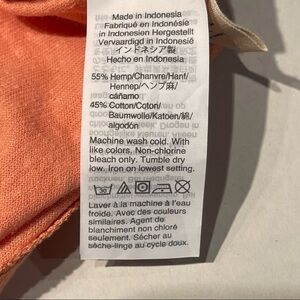 Made in Indonesia
Fabriqué en Indonésie
in Indonesien Hergestellt
Vervaardigd in Indonesië
インドネシア製
Hecho en Indonesia
55% Hemp/Chanvre/Hanf/
Hennep/ヘンプ麻/
cáñamo
45% Cotton/Coton/
Baumwolle/Katoen/綿/
algodón
Machine wash cold. With
like colors. Non-chlorine
bleach only. Tumble dry
low. Iron on lowest setting.
Laver à la machine à l'eau
froide. Avec des couleurs
similaires. Agent de
blanchiment non chloré
seulement. Sécher au
sèche-linge au cycle doux.